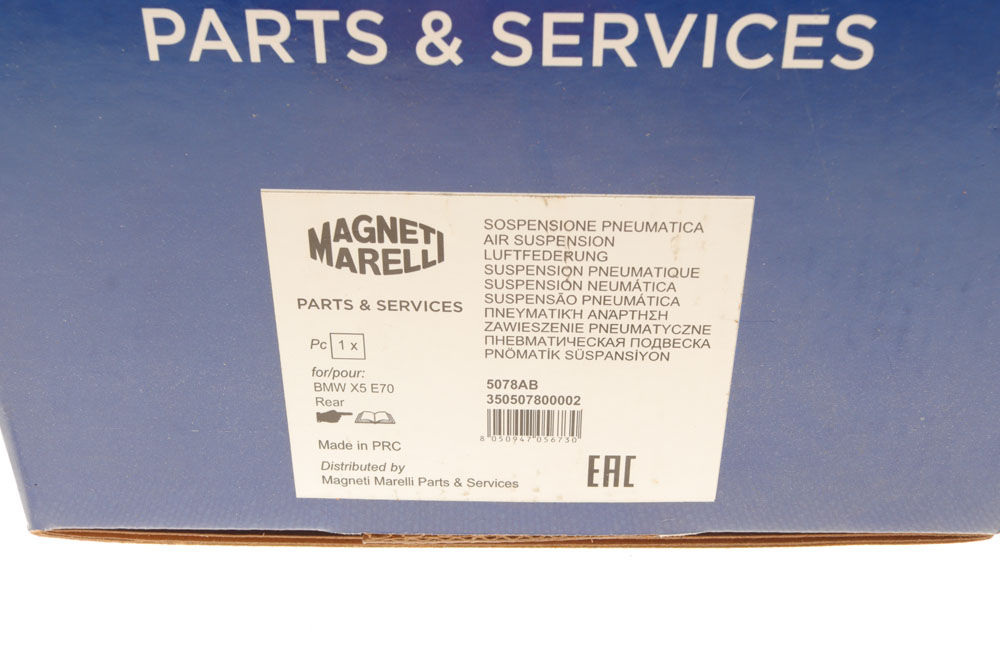 PARTS & SERVICES
MAGNETI
MARELLI
PARTS & SERVICES
Pc 1 x
for/pour:
BMW X5 E70
Rear
Made in PRC
Distributed by
Magneti Marelli Parts & Services
SOSPENSIONE PNEUMATICA
AIR SUSPENSION
LUFTFEDERUNG
SUSPENSION PNEUMATIQUE
SUSPENSIÓN NEUMÁTICA
SUSPENSÃO PNEUMÁTICA
ΠΝΕΥΜΑΤΙΚΉ ΑΝΆΡΤΗΣΗ
ZAWIESZENIE PNEUMATYCZNE
ПНЕВМАТИЧЕСКАЯ ПОДВЕСКА
PNÖMATİK SÜSPANSİYON
5078AB
350507800002
8 050947 056730
EAC